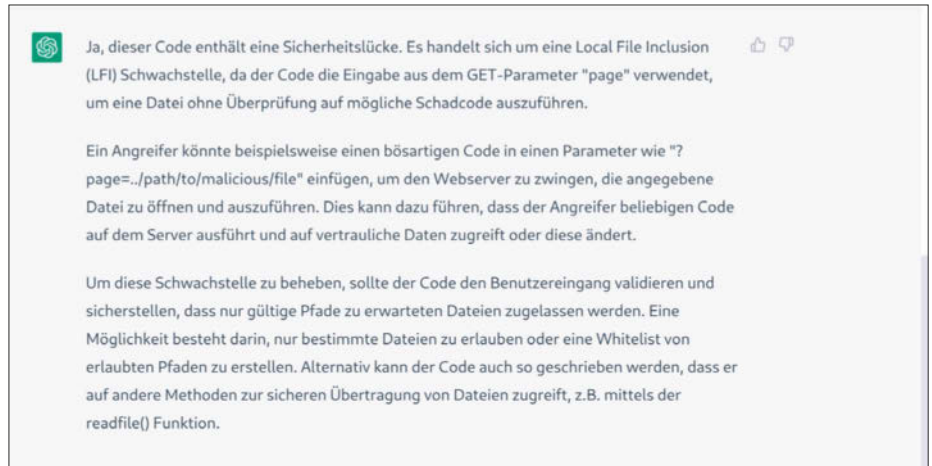 Ja, dieser Code enthält eine Sicherheitslücke. Es handelt sich um eine Local File Inclusion
(LFI) Schwachstelle, da der Code die Eingabe aus dem GET-Parameter "page" verwendet,
um eine Datei ohne Überprüfung auf mögliche Schadcode auszuführen.
Ein Angreifer könnte beispielsweise einen bösartigen Code in einen Parameter wie "?
page=../path/to/malicious/file" einfügen, um den Webserver zu zwingen, die angegebene
Datei zu öffnen und auszuführen. Dies kann dazu führen, dass der Angreifer beliebigen Code
auf dem Server ausführt und auf vertrauliche Daten zugreift oder diese ändert.
Um diese Schwachstelle zu beheben, sollte der Code den Benutzereingang validieren und
sicherstellen, dass nur gültige Pfade zu erwarteten Dateien zugelassen werden. Eine
Möglichkeit besteht darin, nur bestimmte Dateien zu erlauben oder eine Whitelist von
erlaubten Pfaden zu erstellen. Alternativ kann der Code auch so geschrieben werden, dass er
auf andere Methoden zur sicheren Übertragung von Dateien zugreift, z.B. mittels der
readfile() Funktion.